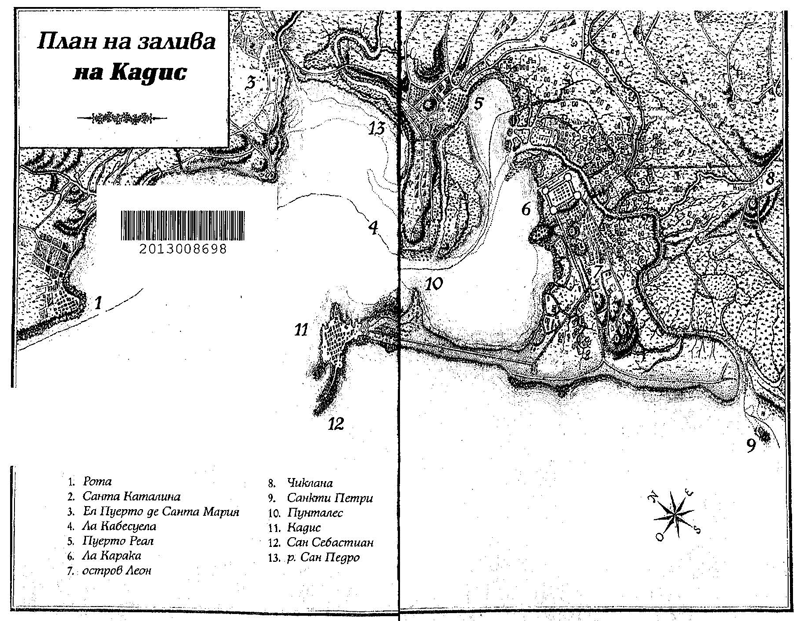 План на залива
на Кадис
3
5
13
8
2013008698
6
4
7
10
1
11
12
9
1. Рота
2. Санта Каталина
3. Ел Пуерто де Санта Мария
4. Ла Кабесуела
5. Пуерто Реал
6. Ла Карака
7. остров Леон
8. Чиклана
9. Санкти Петри
10. Пунталес
11. Кадис
12. Сан Себастиан
13. р. Сан Педро
N
E
O
S